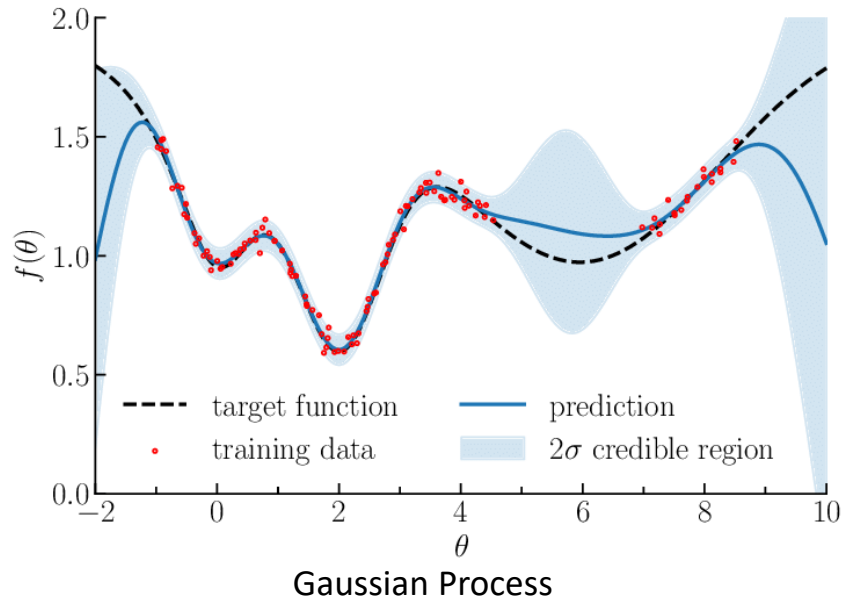 2.0
1.5
1.0
0.5
0.0
f(θ)
target function
prediction
training data
2σ credible region
−2 0 2 4 6 8 10
θ
Gaussian Process